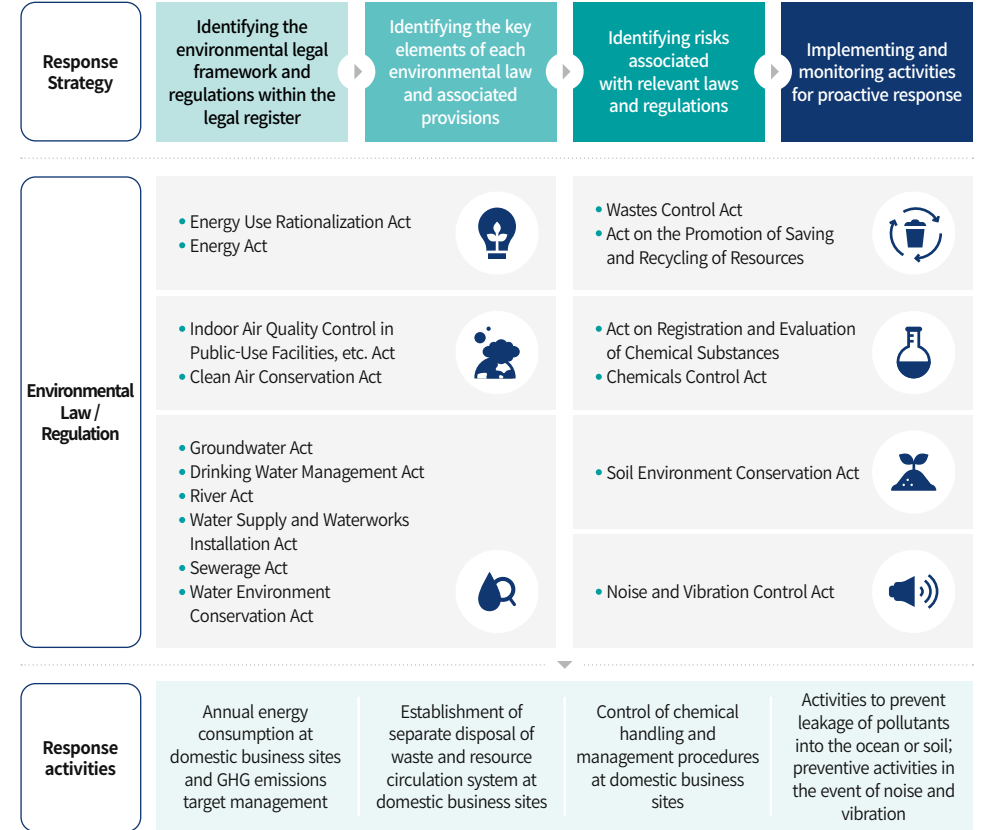 Response
Strategy
Identifying the
environmental legal
framework and
regulations within the
legal register
Identifying the key
elements of each
environmental law
and associated
provisions
Identifying risks
associated
with relevant laws
and regulations
Implementing and
monitoring activities
for proactive response
Environmental
Law /
Regulation
• Energy Use Rationalization Act
• Energy Act
• Wastes Control Act
• Act on the Promotion of Saving
and Recycling of Resources
• Indoor Air Quality Control in
Public-Use Facilities, etc. Act
• Clean Air Conservation Act
• Act on Registration and Evaluation
of Chemical Substances
• Chemicals Control Act
• Groundwater Act
• Drinking Water Management Act
• River Act
• Water Supply and Waterworks
Installation Act
• Sewerage Act
• Water Environment
Conservation Act
• Soil Environment Conservation Act
• Noise and Vibration Control Act
Response
activities
Annual energy
consumption at
domestic business sites
and GHG emissions
target management
Establishment of
separate disposal of
waste and resource
circulation system at
domestic business sites
Control of chemical
handling and
management procedures
at domestic business
sites
Activities to prevent
leakage of pollutants
into the ocean or soil;
preventive activities in
the event of noise and
vibration